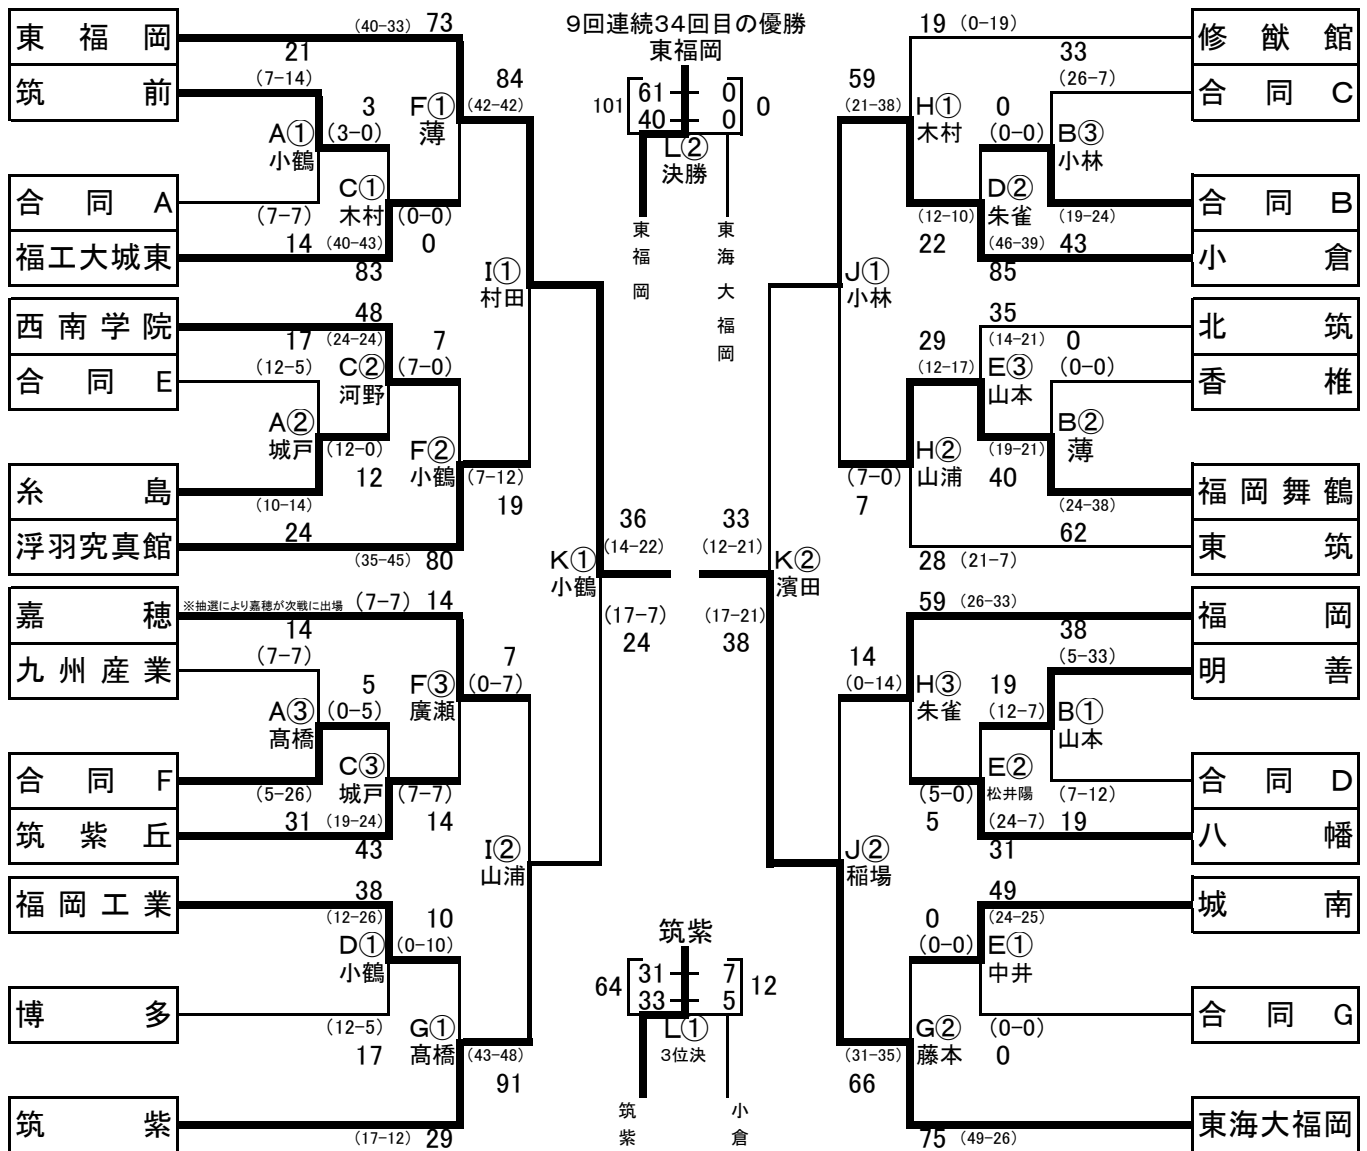 9回連続34回目の優勝
東福岡
101
61
0
0
40
0
L②
決勝
東福岡
東海大福岡
東福岡
(40-33) 73
21
筑前
(7-14)
3
A①
(3-0)
小鶴
F①
薄
84
(42-42)
合同A
(7-7)
14
C①
木村
(0-0)
0
福工大城東
(40-43)
83
I①
村田
西南学院
48
17
(24-24)
7
合同E
(12-5)
C②
(7-0)
河野
A②
城戸
(12-0)
12
F②
小鶴
(7-12)
19
糸島
(10-14)
24
浮羽究真館
(35-45) 80
K①
小鶴
36
(14-22)
(17-7)
24
嘉穂
※抽選により嘉穂が次戦に出場
(7-7) 14
14
九州産業
(7-7)
5
A③
(0-5)
髙橋
F③
廣瀬
7
(0-7)
合同F
(5-26)
31
C③
城戸
(7-7)
14
筑紫丘
(19-24)
43
I②
山浦
福岡工業
38
(12-26)
10
D①
(0-10)
小鶴
博多
(12-5)
17
G①
髙橋
(43-48)
91
筑紫
(17-12) 29
筑紫
64
31
7
12
33
5
L①
3位決
筑紫
小倉
33
(12-21)
K②
濱田
(17-21)
38
19 (0-19)
修猷館
33
(26-7)
合同C
59
(21-38)
H①
木村
0
(0-0)
B③
小林
D②
朱雀
(12-10)
22
(19-24)
合同B
(46-39) 43
小倉
85
J①
小林
35
北筑
(14-21)
0
(0-0)
香椎
29
(12-17)
E③
山本
B②
薄
H②
山浦
(7-0)
7
(19-21)
40
(24-38)
福岡舞鶴
62
東筑
28 (21-7)
59 (26-33)
福岡
38
(5-33)
明善
14
(0-14)
H③
朱雀
19
(12-7)
B①
山本
E②
松井陽
(5-0)
5
(7-12)
合同D
(24-7) 19
八幡
31
J②
稲場
49
城南
(24-25)
0
(0-0)
E①
中井
G②
藤本
(0-0)
0
合同G
(31-35)
66
75 (49-26)
東海大福岡